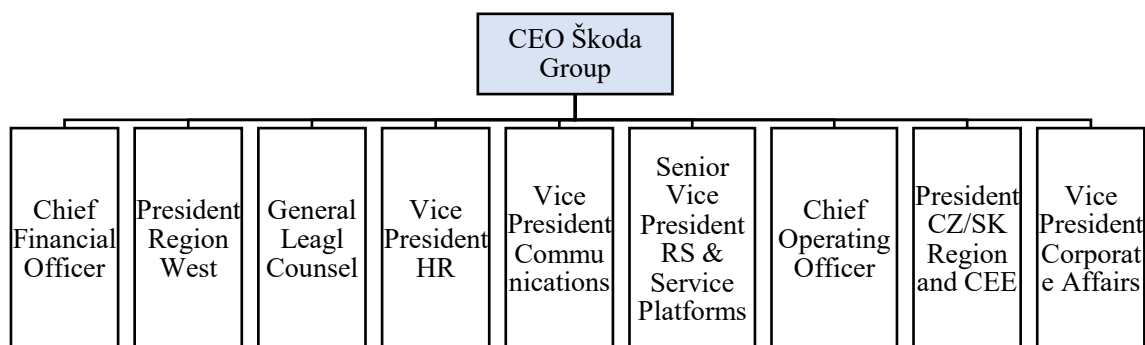 CEO Škoda
Group
Chief
Financial
Officer
President
Region
West
General
Leagl
Counsel
Vice
President
HR
Vice
President
Commu
nications
Senior
Vice
President
RS &
Service
Platforms
Chief
Operating
Officer
President
CZ/SK
Region
and CEE
Vice
President
Corporat
e Affairs